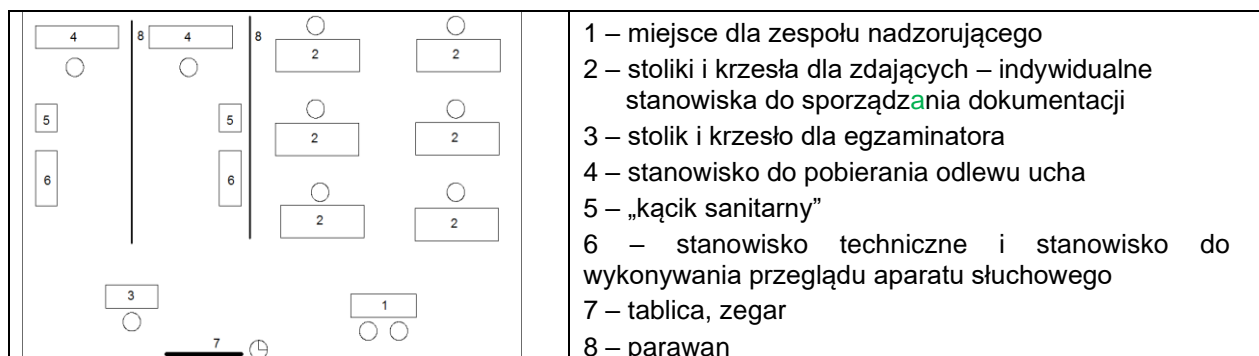 4 8 4 8 2 2
5 5 2 2
6 6
2 2
3 1
7
1 – miejsce dla zespołu nadzorującego
2 – stoliki i krzesła dla zdających – indywidualne
stanowiska do sporządzania dokumentacji
3 – stolik i krzesło dla egzaminatora
4 – stanowisko do pobierania odlewu ucha
5 – „kącik sanitarny”
6 – stanowisko techniczne i stanowisko do
wykonywania przeglądu aparatu słuchowego
7 – tablica, zegar
8 – parawan